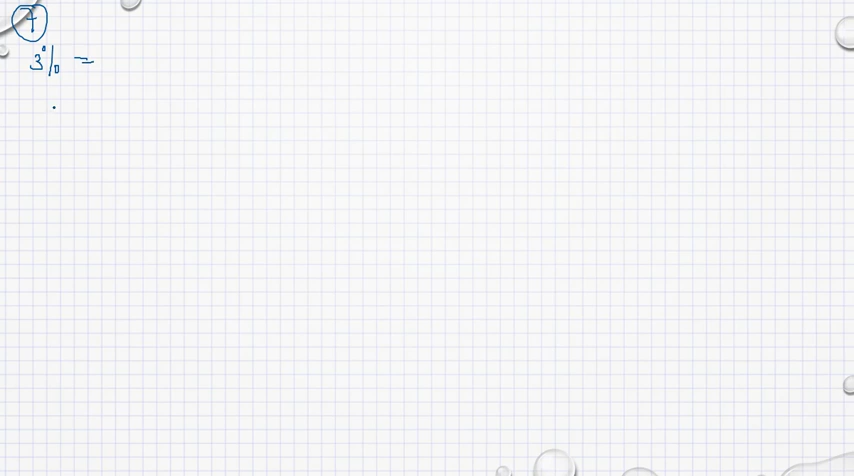 7
3% =
.